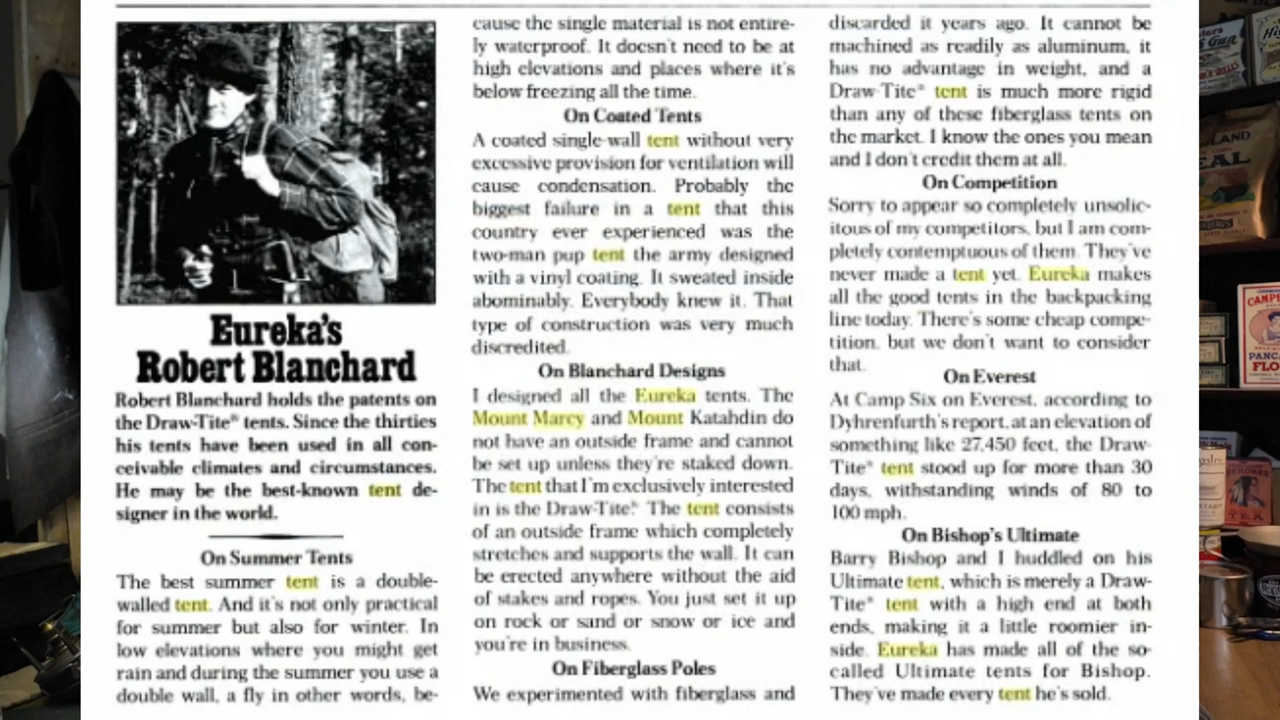 Eureka's
Robert Blanchard
Robert Blanchard holds the patents on
the Draw-Tite® tents. Since the thirties
his tents have been used in all con-
ceivable climates and circumstances.
He may be the best-known tent de-
signer in the world.
On Summer Tents
The best summer tent is a double-
walled tent. And it's not only practical
for summer but also for winter. In
low elevations where you might get
rain and during the summer you use a
double wall, a fly in other words, be-
cause the single material is not entire-
ly waterproof. It doesn't need to be at
high elevations and places where it's
below freezing all the time.
On Coated Tents
A coated single-wall tent without very
excessive provision for ventilation will
cause condensation. Probably the
biggest failure in a tent that this
country ever experienced was the
two-man pup tent the army designed
with a vinyl coating. It sweated inside
abominably. Everybody knew it. That
type of construction was very much
discredited.
On Blanchard Designs
I designed all the Eureka tents. The
Mount Marcy and Mount Katahdin do
not have an outside frame and cannot
be set up unless they're staked down.
The tent that I'm exclusively interested
in is the Draw-Tite.® The tent consists
of an outside frame which completely
stretches and supports the wall. It can
be erected anywhere without the aid
of stakes and ropes. You just set it up
on rock or sand or snow or ice and
you're in business.
On Fiberglass Poles
We experimented with fiberglass and
discarded it years ago. It cannot be
machined as readily as aluminum, it
has no advantage in weight, and a
Draw-Tite® tent is much more rigid
than any of these fiberglass tents on
the market. I know the ones you mean
and I don't credit them at all.
On Competition
Sorry to appear so completely unsolic-
itous of my competitors, but I am com-
pletely contemptuous of them. They've
never made a tent yet. Eureka makes
all the good tents in the backpacking
line today. There's some cheap compe-
tition, but we don't want to consider
that.
On Everest
At Camp Six on Everest, according to
Dyhrenfurth's report, at an elevation of
something like 27,450 feet, the Draw-
Tite® tent stood up for more than 30
days, withstanding winds of 80 to
100 mph.
On Bishop's Ultimate
Barry Bishop and I huddled on his
Ultimate tent, which is merely a Draw-
Tite® tent with a high end at both
ends, making it a little roomier in-
side. Eureka has made all of the so-
called Ultimate tents for Bishop.
They've made every tent he's sold.